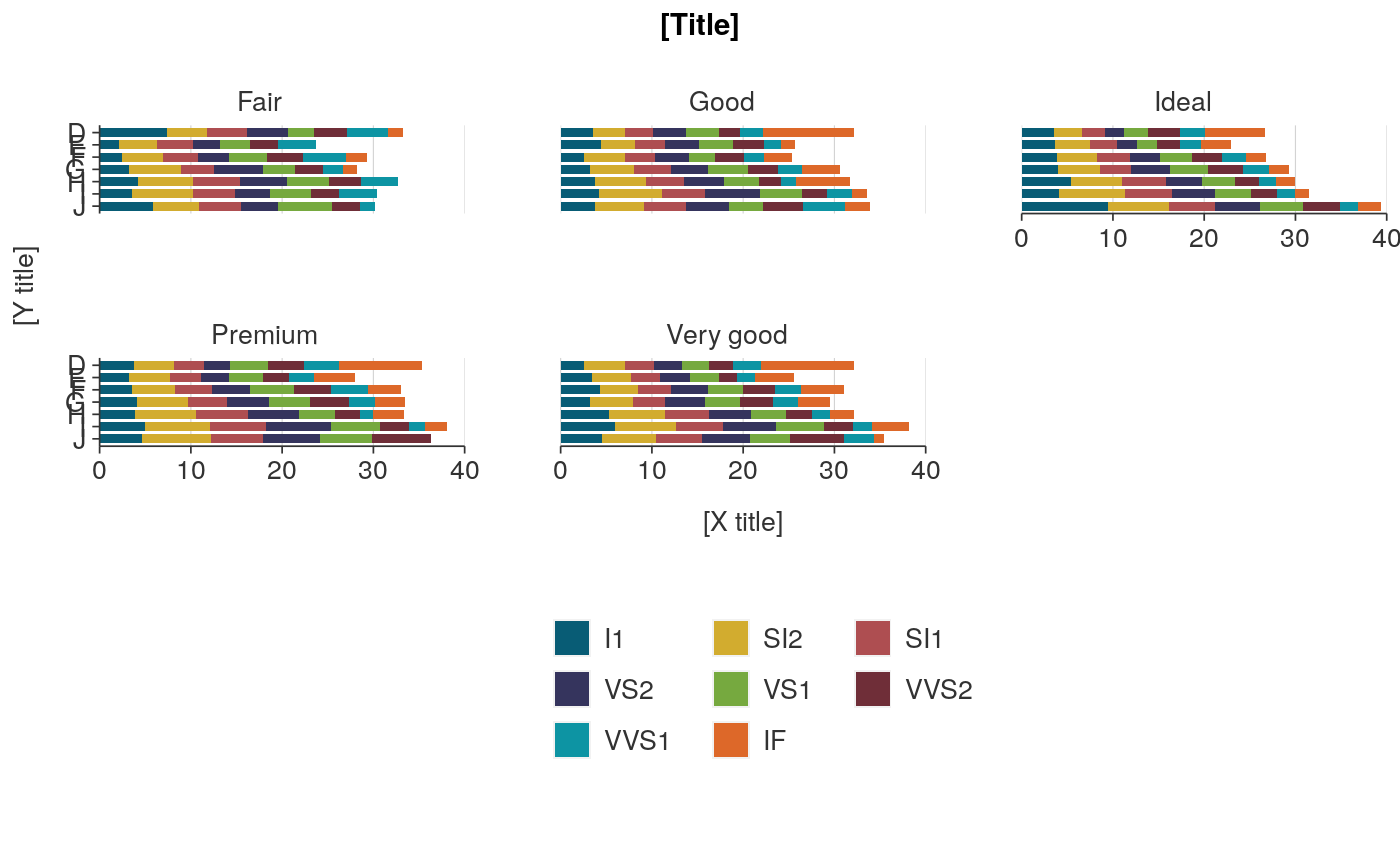 [Title]
Fair
Good
Ideal
D
E
F
G
H
I
J
0 10 20 30 40
[Y title]
Premium
Very good
D
E
F
G
H
I
J
0 10 20 30 40
0 10 20 30 40
[X title]
I1
SI2
SI1
VS2
VS1
VVS2
VVS1
IF